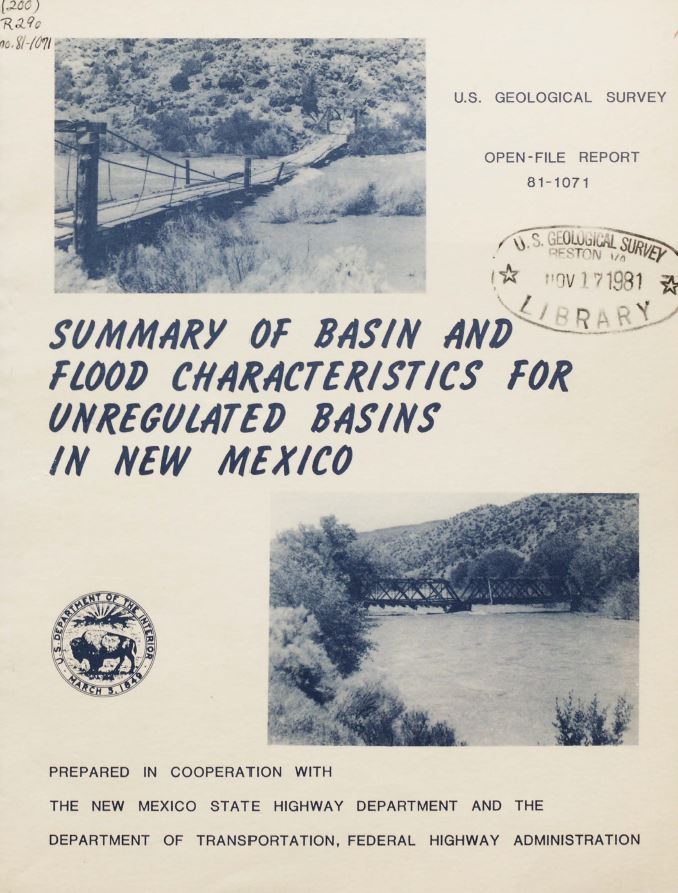 (200)
R290
no. 81-1071
U.S. GEOLOGICAL SURVEY
OPEN-FILE REPORT
81-1071
U.S. GEOLOGICAL SURVEY
RESTON VA
NOV 17 1981
LIBRARY
SUMMARY OF BASIN AND
FLOOD CHARACTERISTICS FOR
UNREGULATED BASINS
IN NEW MEXICO
U.S. DEPARTMENT OF THE INTERIOR
MARCH 3, 1849
PREPARED IN COOPERATION WITH
THE NEW MEXICO STATE HIGHWAY DEPARTMENT AND THE
DEPARTMENT OF TRANSPORTATION, FEDERAL HIGHWAY ADMINISTRATION